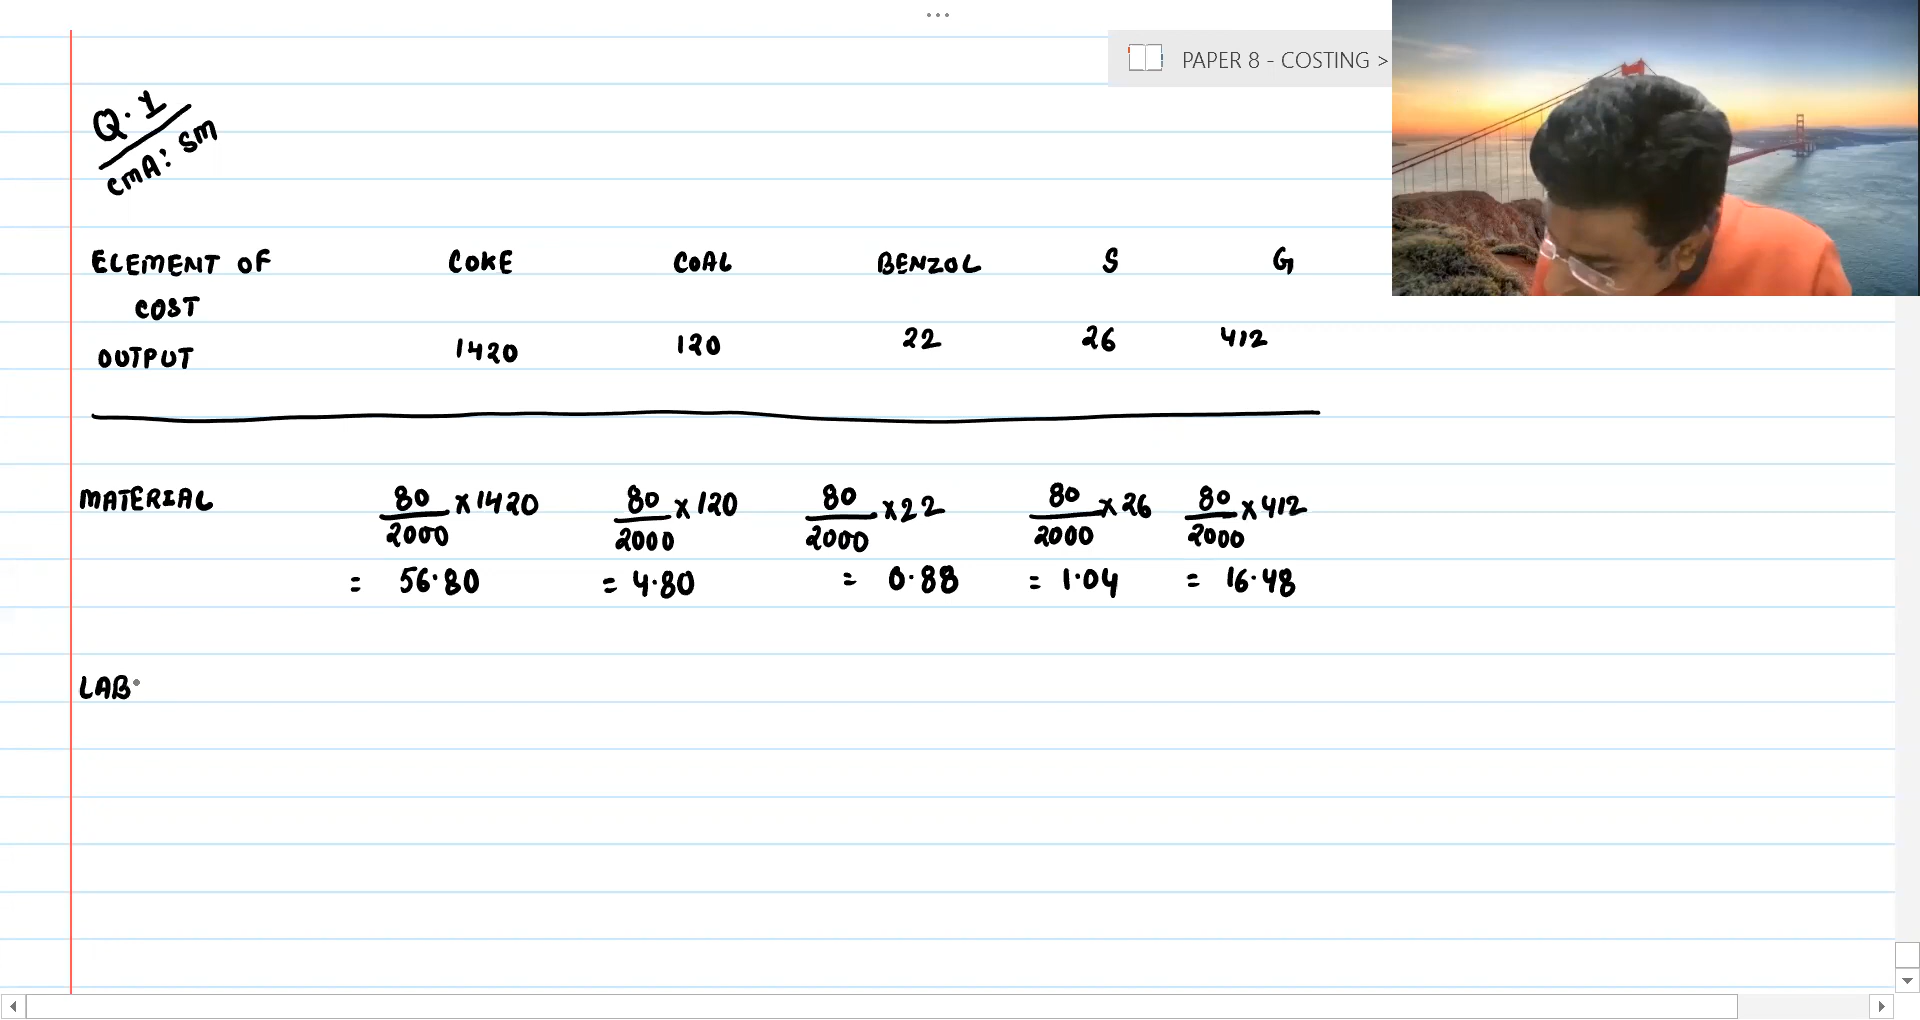 PAPER 8 - COSTING >
Q.1
CMA: SM
ELEMENT OF COKE COAL BENZOL S G
COST
OUTPUT 1420 120 22 26 412
MATERIAL 80/2000 x 1420 80/2000 x 120 80/2000 x 22 80/2000 x 26 80/2000 x 412
= 56.80 = 4.80 = 0.88 = 1.04 = 16.48
LAB